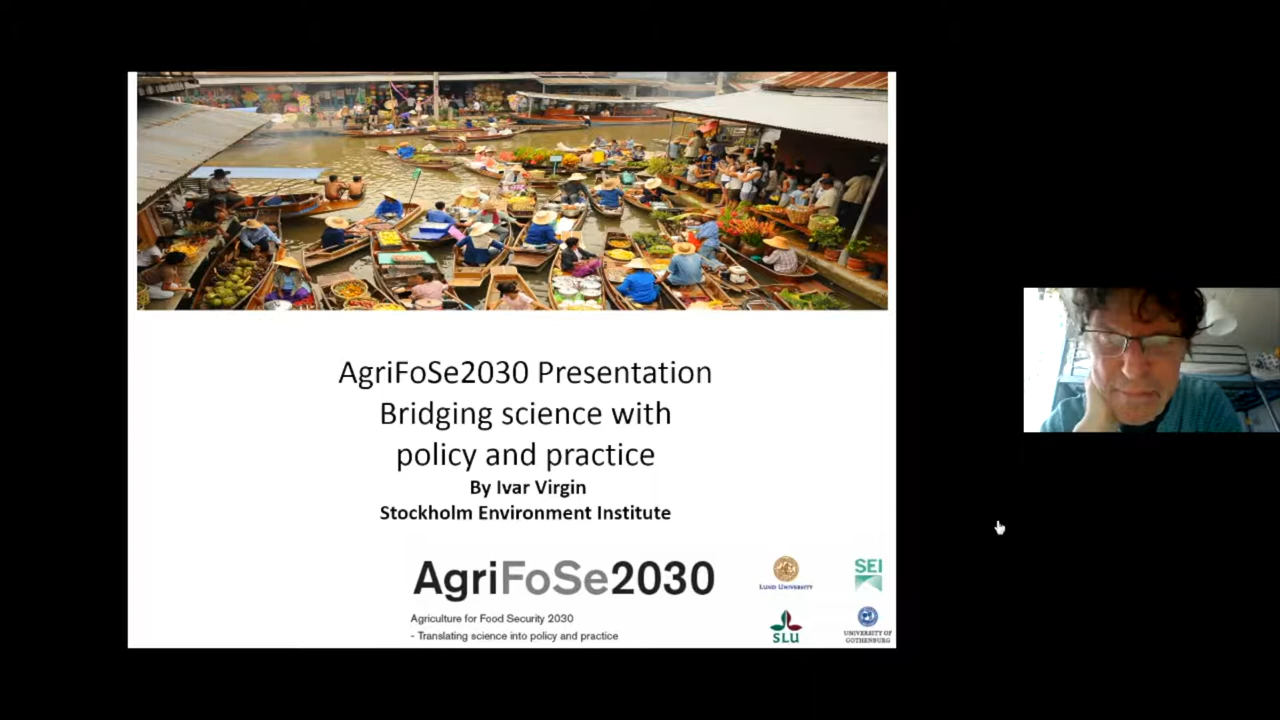 AgriFoSe2030 Presentation
Bridging science with
policy and practice
By Ivar Virgin
Stockholm Environment Institute
AgriFoSe2030
Agriculture for Food Security 2030
- Translating science into policy and practice
LUND UNIVERSITY
SEI
SLU
UNIVERSITY OF
GOTHENBURG